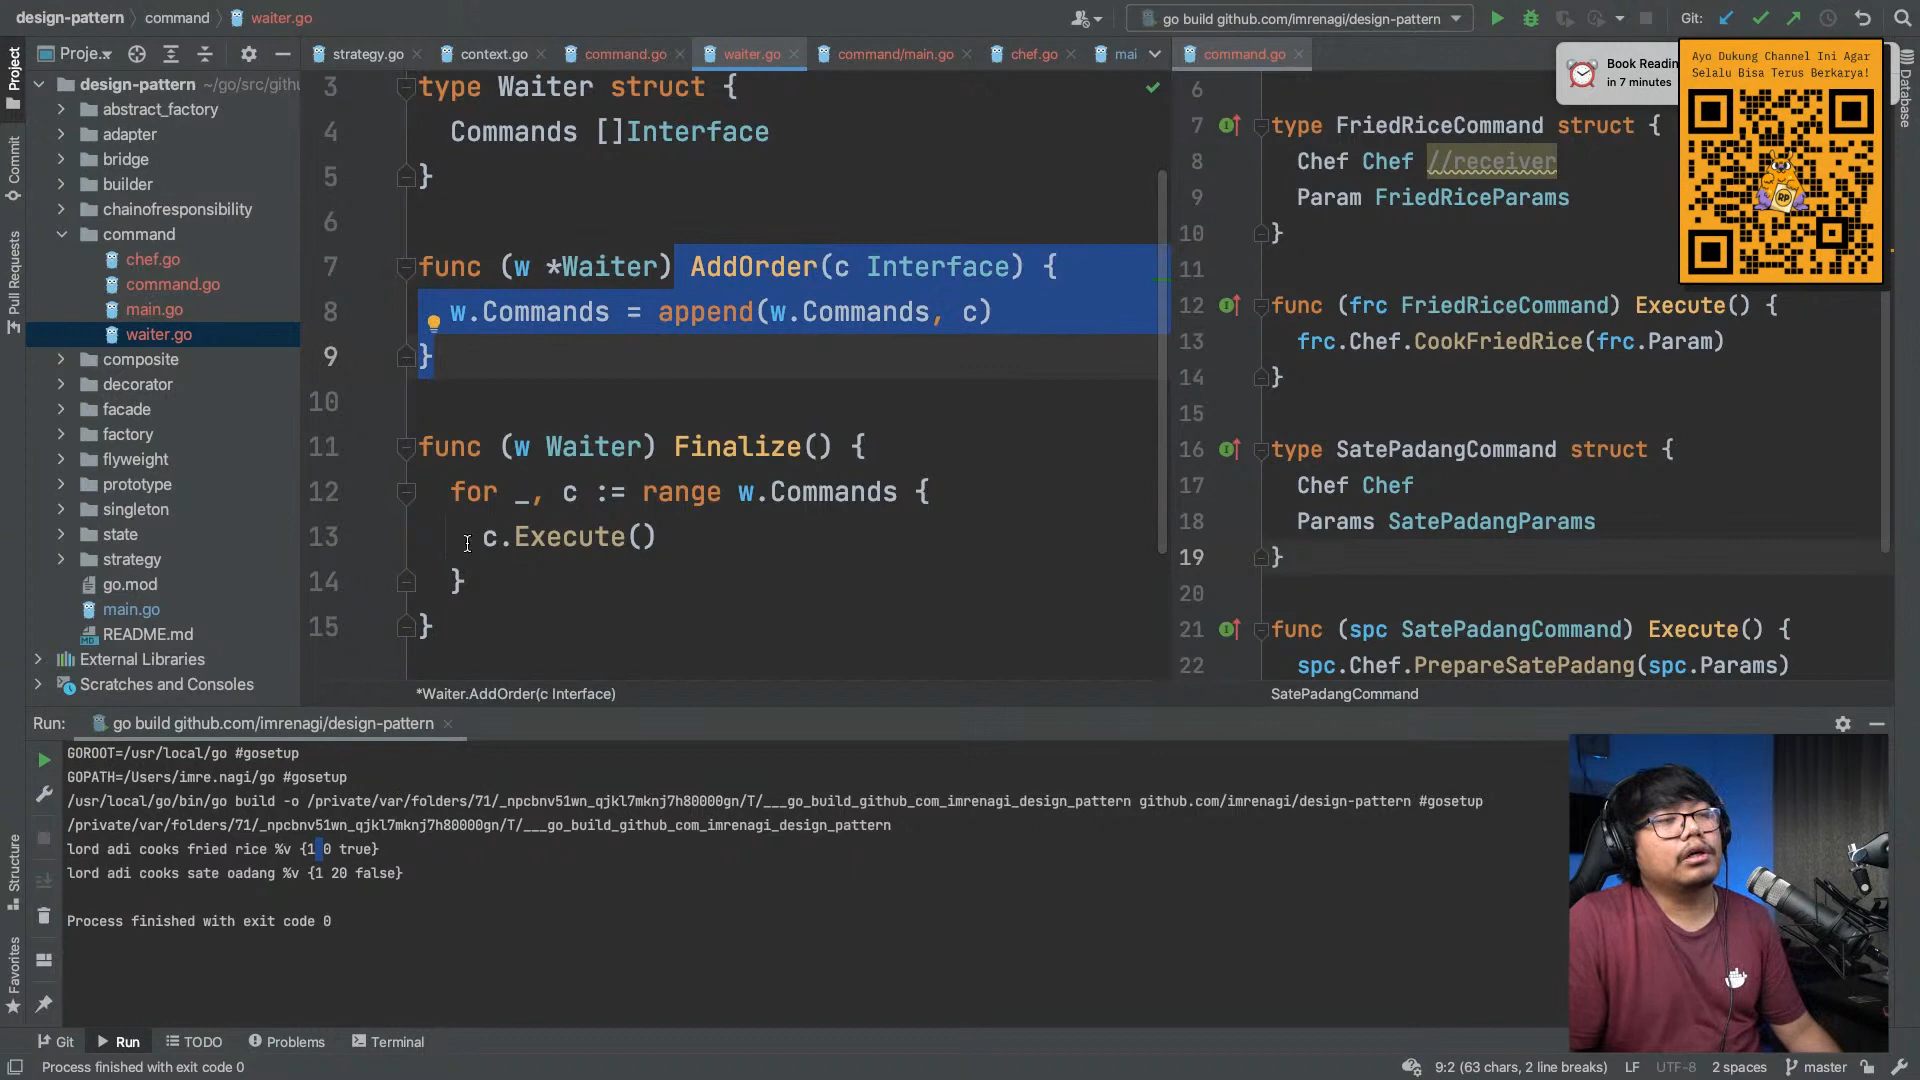 design-pattern command waiter.go
go build github.com/imrenagi/design-pattern
Git:
Project
Commit
Pull Requests
Structure
Favorites
Database
Proje...
strategy.go
context.go
command.go
waiter.go
command/main.go
chef.go
mai
command.go
Book Readin
in 7 minutes
Ayo Dukung Channel Ini Agar
Selalu Bisa Terus Berkarya!
RP
design-pattern ~/go/src/githu
abstract_factory
adapter
bridge
builder
chainofresponsibility
command
chef.go
command.go
main.go
waiter.go
composite
decorator
facade
factory
flyweight
prototype
singleton
state
strategy
go.mod
main.go
README.md
External Libraries
Scratches and Consoles
3 type Waiter struct {
4 Commands []Interface
5 }
6
7 func (w *Waiter) AddOrder(c Interface) {
8 w.Commands = append(w.Commands, c)
9 }
10
11 func (w Waiter) Finalize() {
12 for _, c := range w.Commands {
13 c.Execute()
14 }
15 }
*Waiter.AddOrder(c Interface)
6
7 type FriedRiceCommand struct {
8 Chef Chef //receiver
9 Param FriedRiceParams
10 }
11
12 func (frc FriedRiceCommand) Execute() {
13 frc.Chef.CookFriedRice(frc.Param)
14 }
15
16 type SatePadangCommand struct {
17 Chef Chef
18 Params SatePadangParams
19 }
20
21 func (spc SatePadangCommand) Execute() {
22 spc.Chef.PrepareSatePadang(spc.Params)
SatePadangCommand
Run: go build github.com/imrenagi/design-pattern
GOROOT=/usr/local/go #gosetup
GOPATH=/Users/imre.nagi/go #gosetup
/usr/local/go/bin/go build -o /private/var/folders/71/_npcbnv51wn_qjkl7mknj7h80000gn/T/___go_build_github_com_imrenagi_design_pattern github.com/imrenagi/design-pattern #gosetup
/private/var/folders/71/_npcbnv51wn_qjkl7mknj7h80000gn/T/___go_build_github_com_imrenagi_design_pattern
lord adi cooks fried rice %v {1 0 true}
lord adi cooks sate oadang %v {1 20 false}
Process finished with exit code 0
Git Run TODO Problems Terminal
Process finished with exit code 0
9:2 (63 chars, 2 line breaks) LF UTF-8 2 spaces master